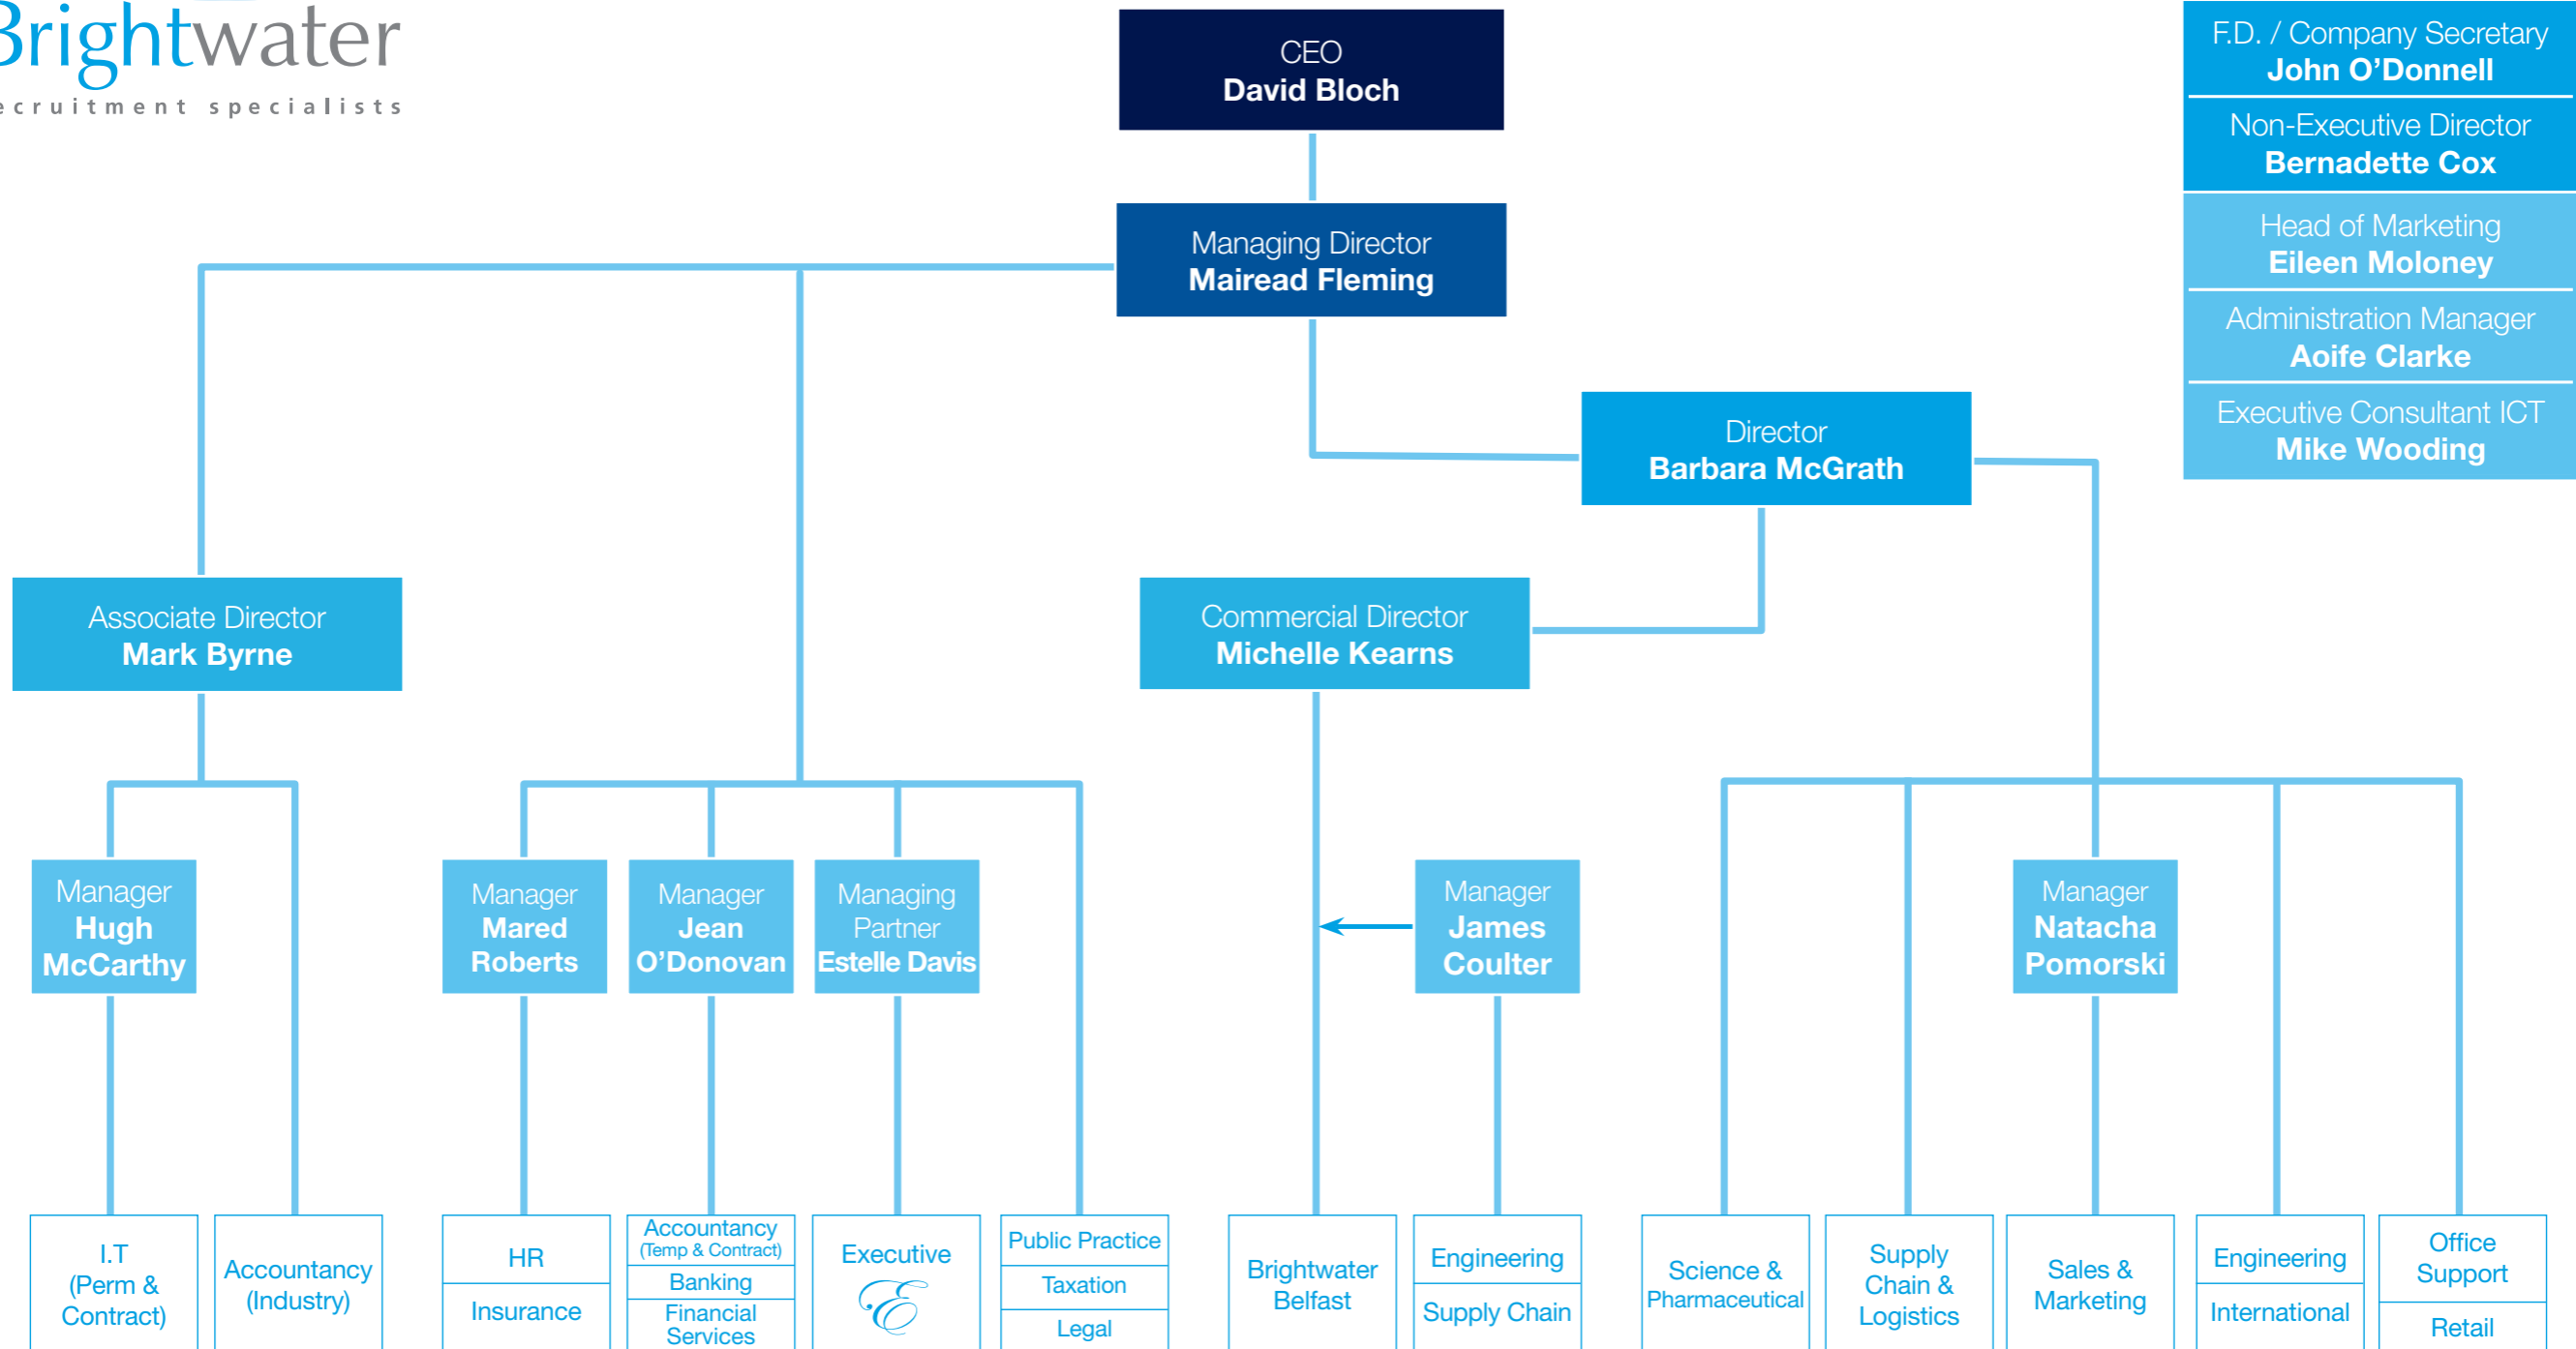 Brightwater
recruitment specialists
CEO
David Bloch
F.D. / Company Secretary
John O'Donnell
Non-Executive Director
Bernadette Cox
Head of Marketing
Eileen Moloney
Administration Manager
Aoife Clarke
Executive Consultant ICT
Mike Wooding
Managing Director
Mairead Fleming
Director
Barbara McGrath
Associate Director
Mark Byrne
Commercial Director
Michelle Kearns
Manager
Hugh
McCarthy
Manager
Mared
Roberts
Manager
Jean
O'Donovan
Managing
Partner
Estelle Davis
Manager
James
Coulter
Manager
Natacha
Pomorski
I.T
(Perm &
Contract)
Accountancy
(Industry)
HR
Insurance
Accountancy
(Temp & Contract)
Banking
Financial
Services
Executive
E
Public Practice
Taxation
Legal
Brightwater
Belfast
Engineering
Supply Chain
Science &
Pharmaceutical
Supply
Chain &
Logistics
Sales &
Marketing
Engineering
International
Office
Support
Retail